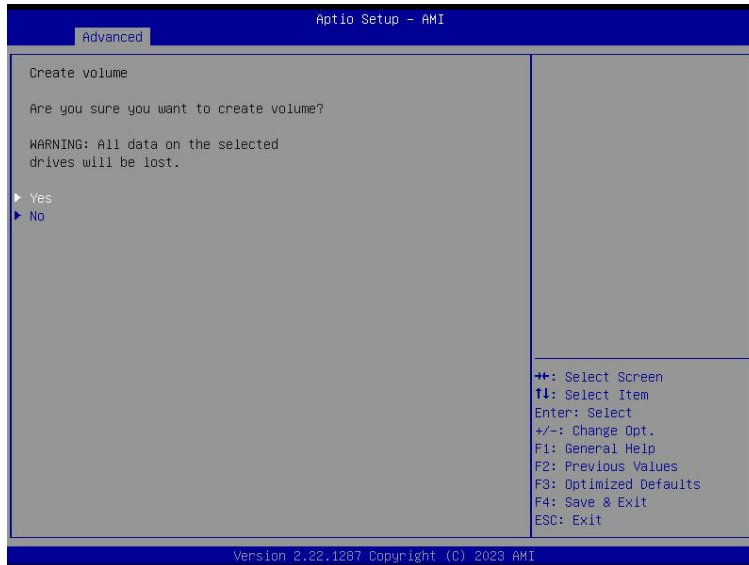 Aptio Setup - AMI
Advanced
Create volume
Are you sure you want to create volume?
WARNING: All data on the selected
drives will be lost.
Yes
No
→←: Select Screen
↑↓: Select Item
Enter: Select
+/-: Change Opt.
F1: General Help
F2: Previous Values
F3: Optimized Defaults
F4: Save & Exit
ESC: Exit
Version 2.22.1287 Copyright (C) 2023 AMI